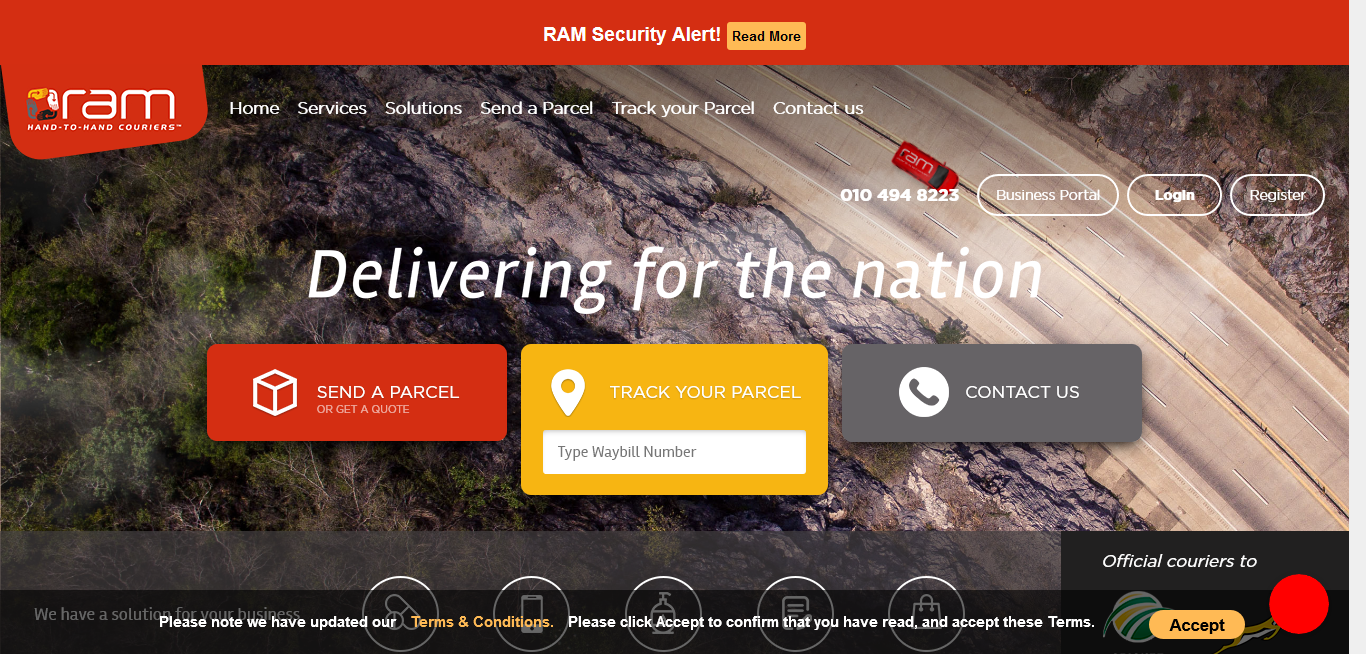 RAM Security Alert! Read More
ram
HAND-TO-HAND COURIERS™
Home Services Solutions Send a Parcel Track your Parcel Contact us
ram
010 494 8223 Business Portal Login Register
Delivering for the nation
SEND A PARCEL
OR GET A QUOTE
TRACK YOUR PARCEL
CONTACT US
Type Waybill Number
Official couriers to
We have a solution for your business
Please note we have updated our Terms & Conditions. Please click Accept to confirm that you have read, and accept these Terms. Accept